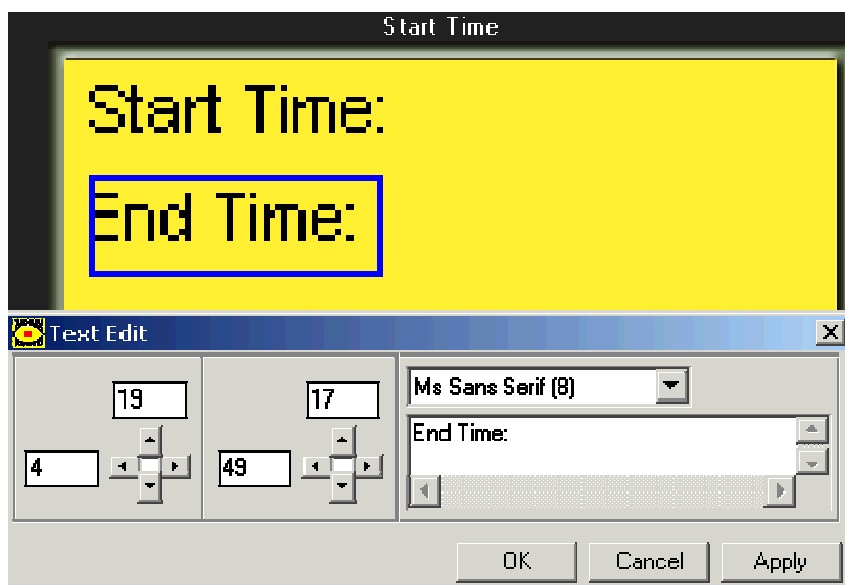 Start Time
Start Time:
End Time:
Text Edit
19
17
Ms Sans Serif (8)
4
49
End Time:
OK
Cancel
Apply